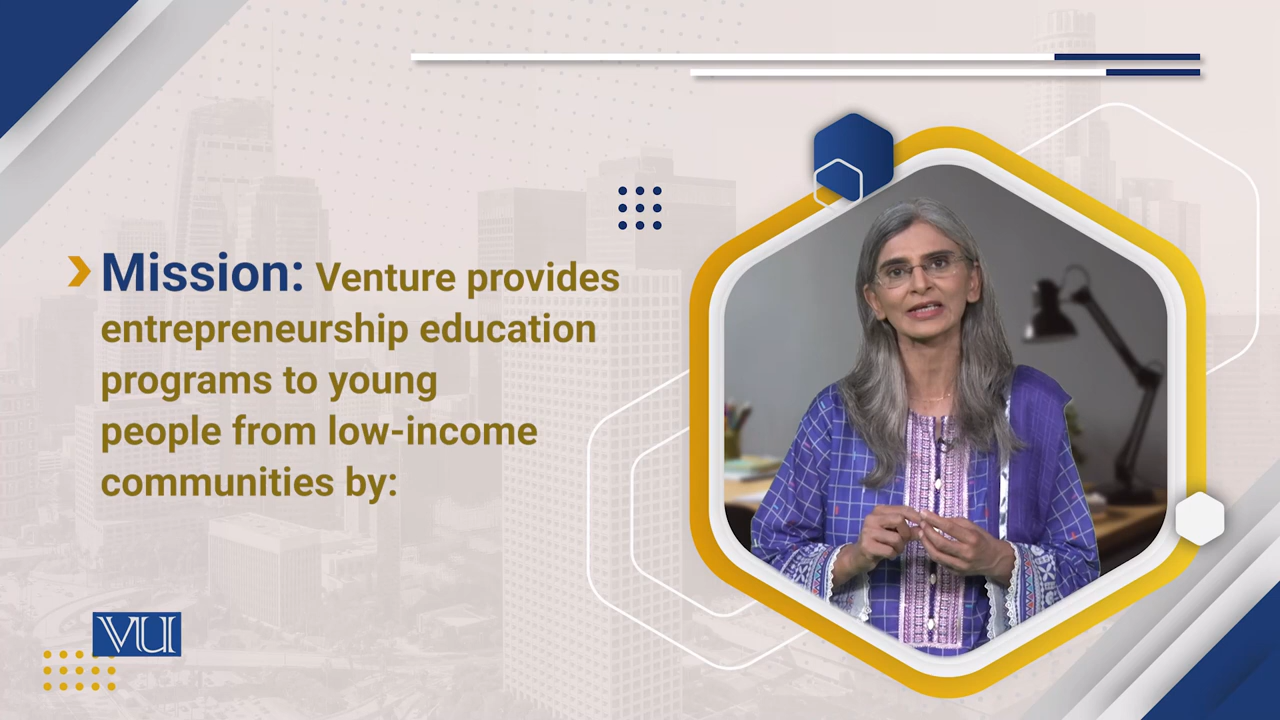 Mission: Venture provides
entrepreneurship education
programs to young
people from low-income
communities by:
VU